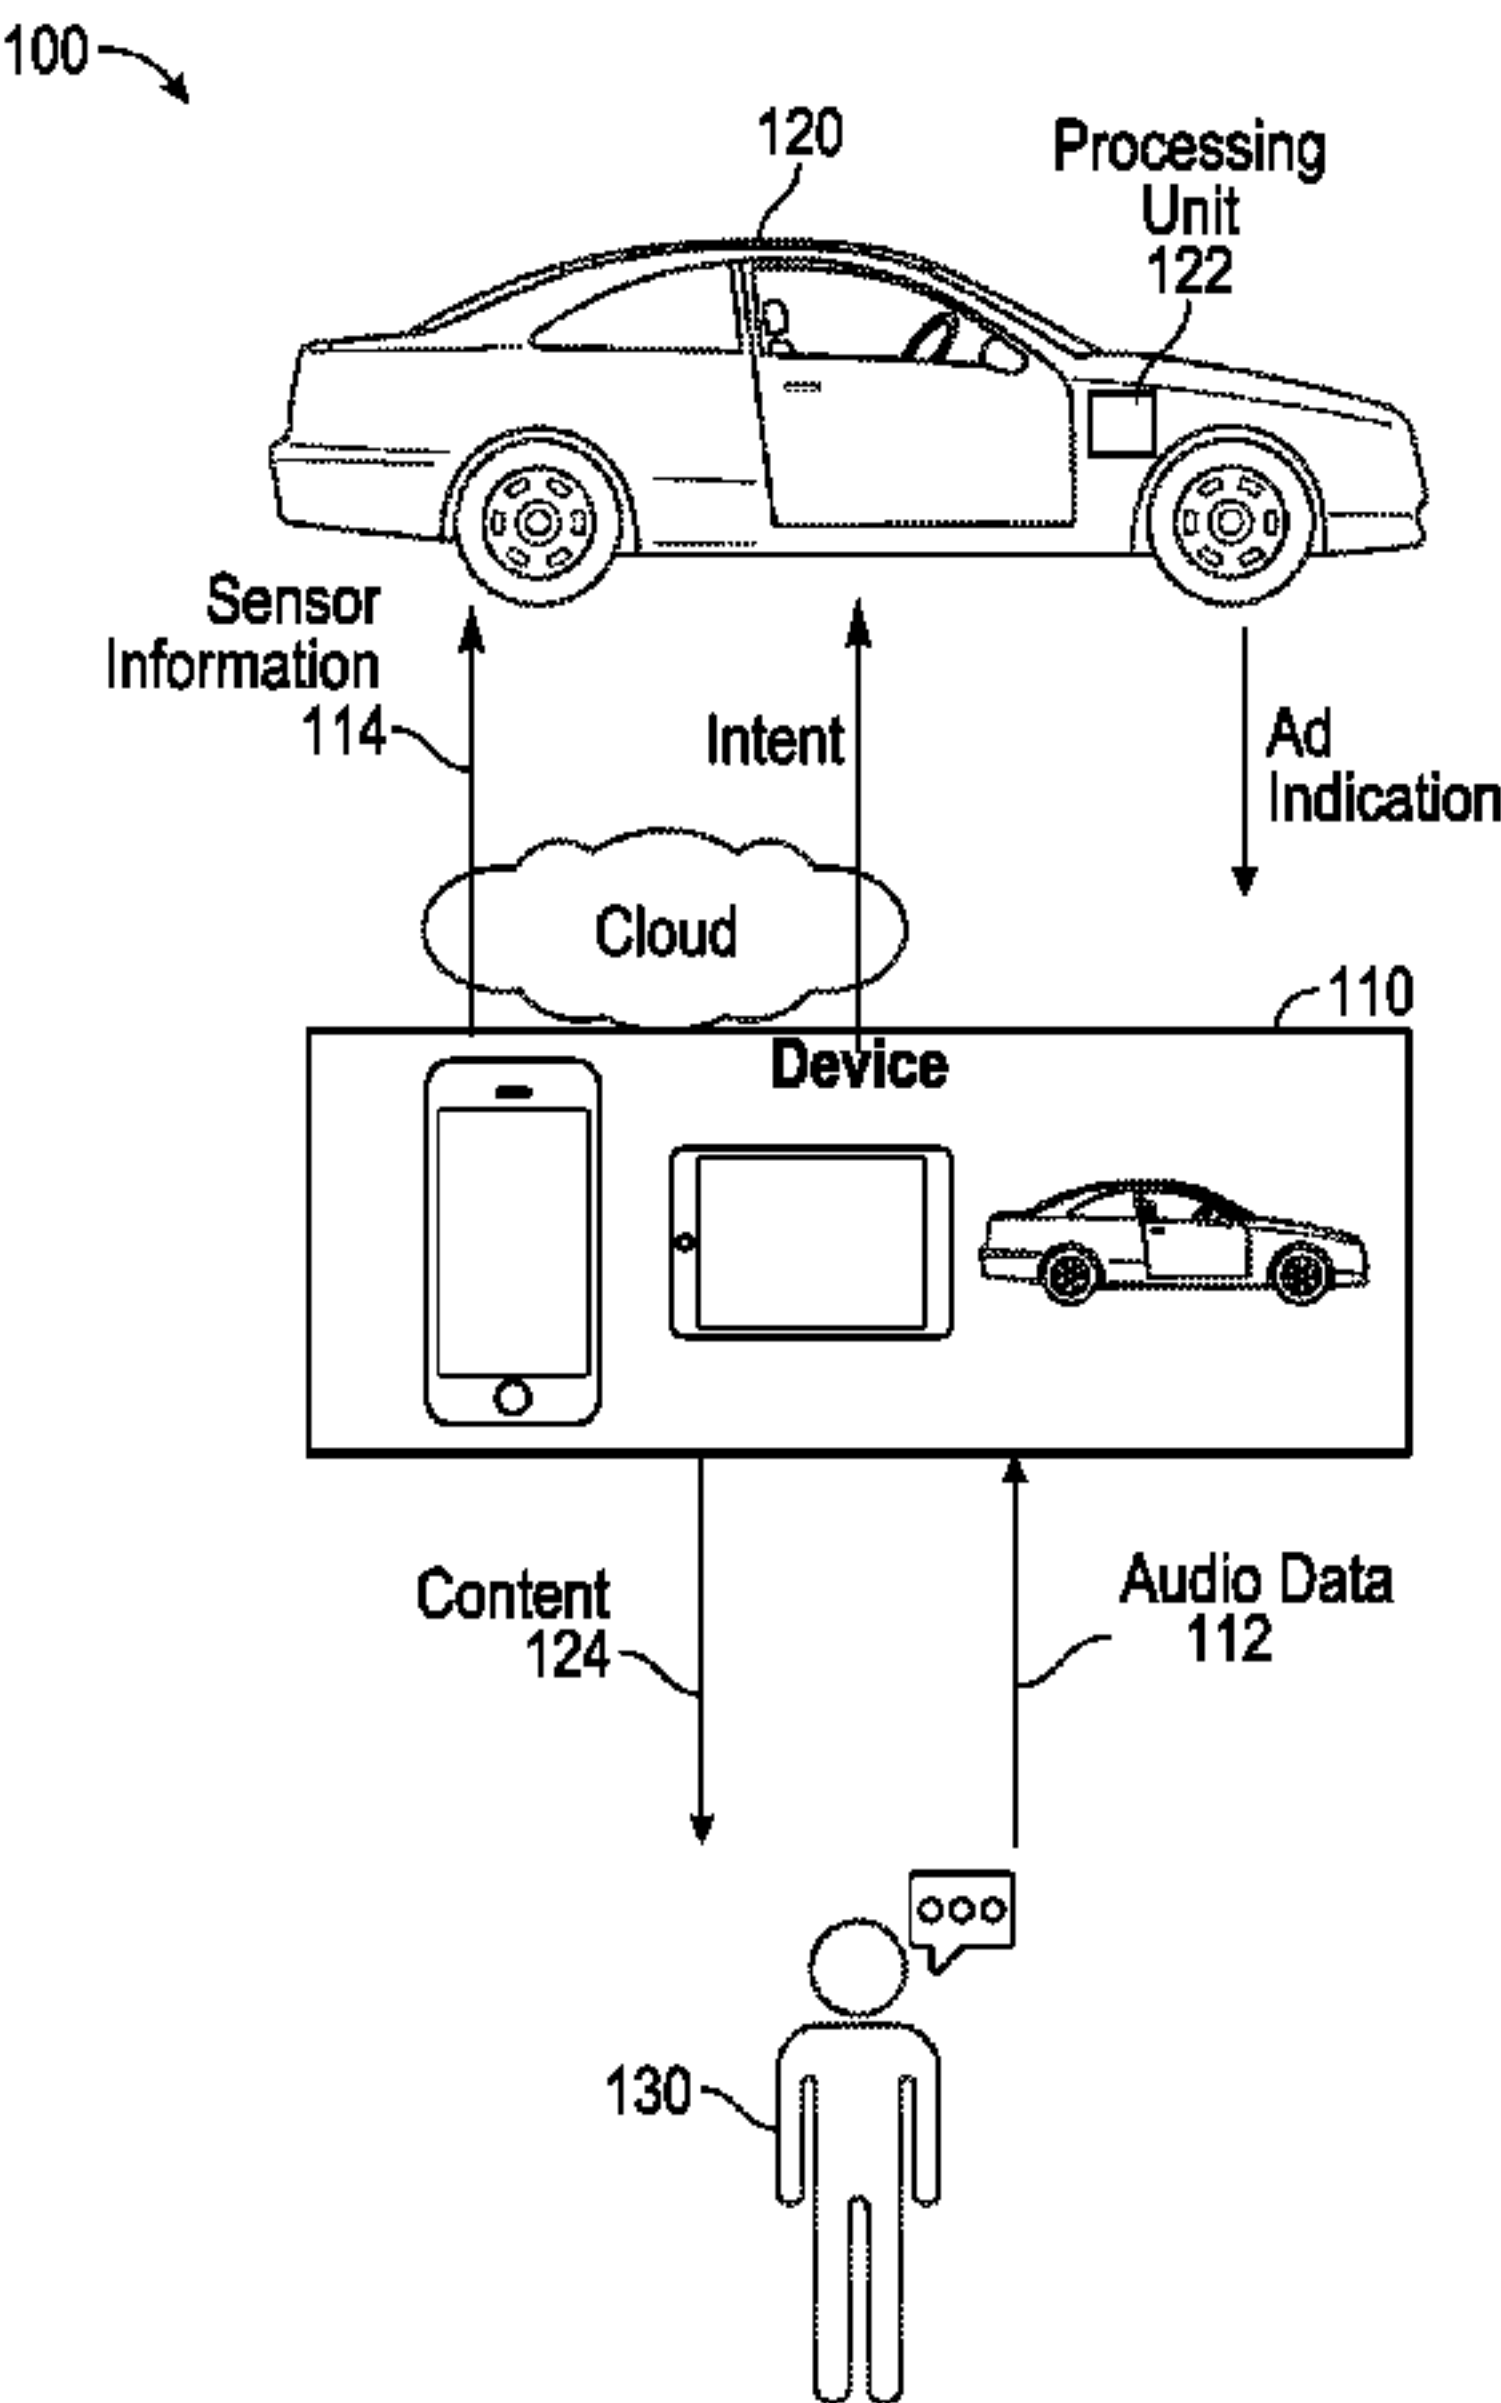 100
120
Processing
Unit
122
Sensor
Information
114
Intent
Ad
Indication
Cloud
110
Device
Content
124
Audio Data
112
130